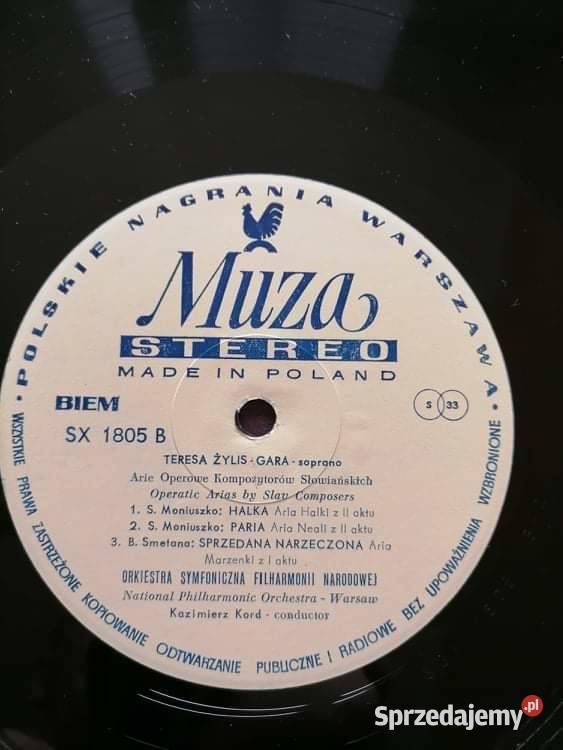 • POLSKIE NAGRANIA WARSZAWA •
Muza
STEREO
MADE IN POLAND
BIEM
S 33
SX 1805 B
TERESA ŻYLIS-GARA - soprano
Arie Operowe Kompozytorów Słowiańskich
Operatic Arias by Slav Composers
1. S. Moniuszko: HALKA Aria Halki z II aktu
2. S. Moniuszko: PARIA Aria Neali z II aktu
3. B. Smetana: SPRZEDANA NARZECZONA Aria
Marzenki z I aktu
ORKIESTRA SYMFONICZNA FILHARMONII NARODOWEJ
National Philharmonic Orchestra - Warsaw
Kazimierz Kord - conductor
WSZYSTKIE PRAWA ZASTRZEŻONE KOPIOWANIE ODTWARZANIE PUBLICZNE I RADIOWE BEZ UPOWAŻNIENIA WZBRONIONE
Sprzedajemy.pl